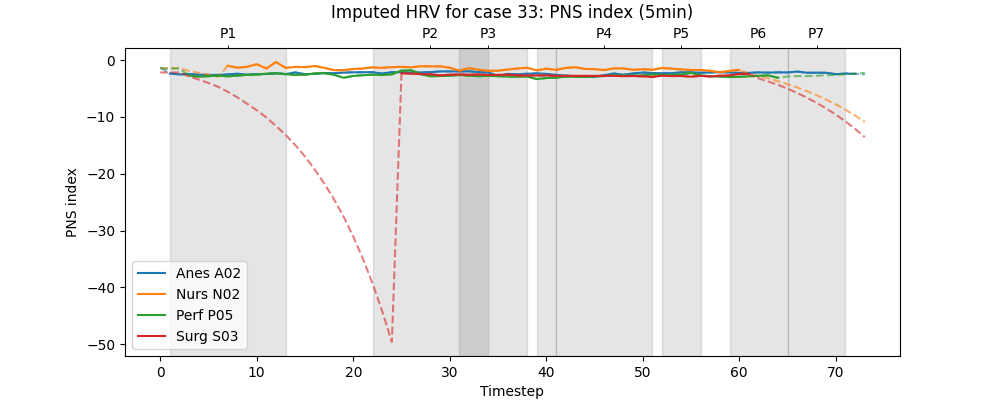 Imputed HRV for case 33: PNS index (5min)
P1 P2 P3 P4 P5 P6 P7
0
−10
−20
−30
−40
−50
PNS index
Anes A02
Nurs N02
Perf P05
Surg S03
0 10 20 30 40 50 60 70
Timestep